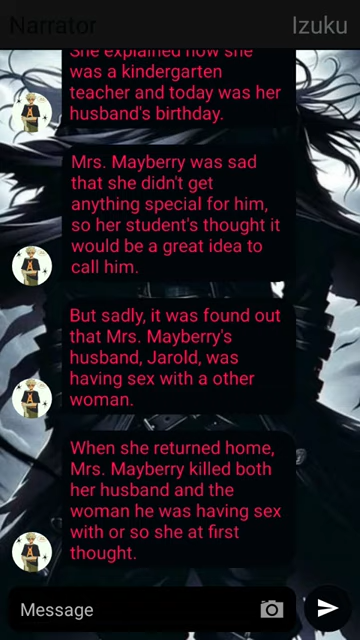 Narrator
Izuku
She explained how she
was a kindergarten
teacher and today was her
husband's birthday.
Mrs. Mayberry was sad
that she didn't get
anything special for him,
so her student's thought it
would be a great idea to
call him.
But sadly, it was found out
that Mrs. Mayberry's
husband, Jarold, was
having sex with a other
woman.
When she returned home,
Mrs. Mayberry killed both
her husband and the
woman he was having sex
with or so she at first
thought.
Message